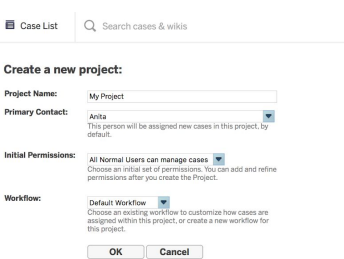 Case List
Search cases & wikis
Create a new project:
Project Name:
My Project
Primary Contact:
Anita
This person will be assigned new cases in this project, by
default.
Initial Permissions:
All Normal Users can manage cases
Choose an initial set of permissions. You can add and refine
permissions after you create the Project.
Workflow:
Default Workflow
Choose an existing workflow to customize how cases are
assigned within this project, or create a new workflow for
this project.
OK
Cancel